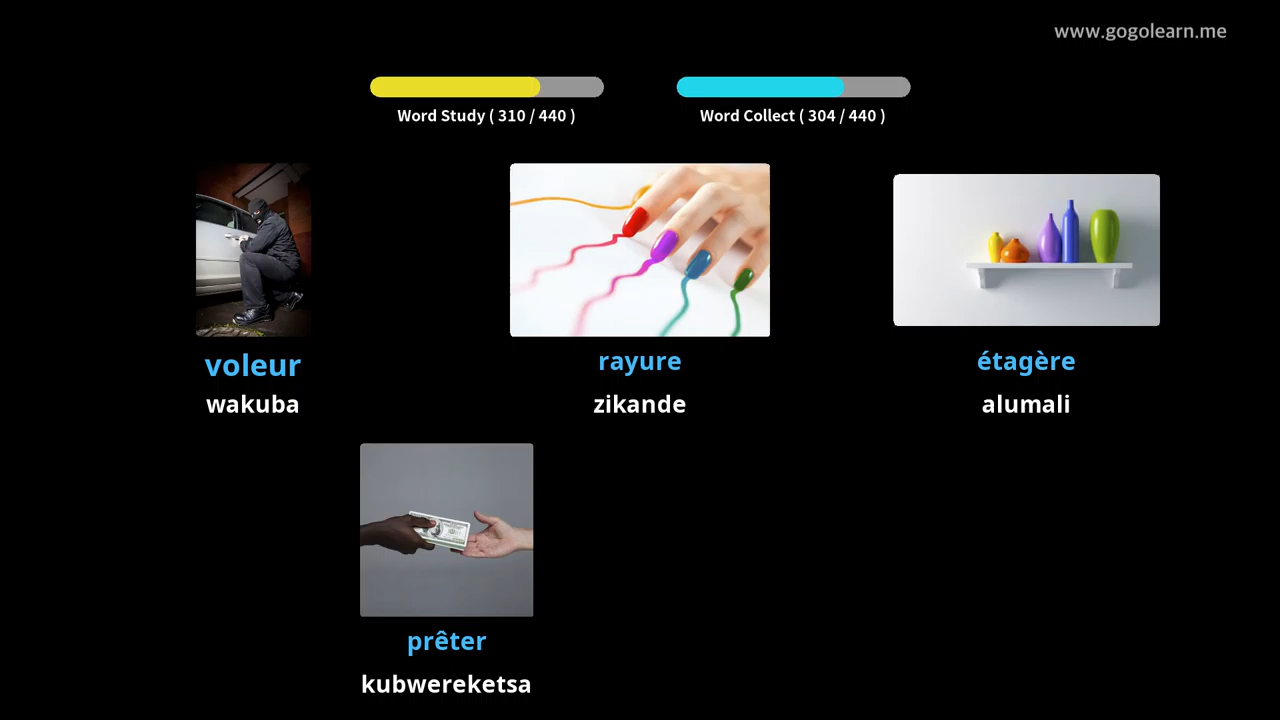 www.gogolearn.me
Word Study ( 310 / 440 )
Word Collect ( 304 / 440 )
voleur
wakuba
rayure
zikande
étagère
alumali
prêter
kubwereketsa